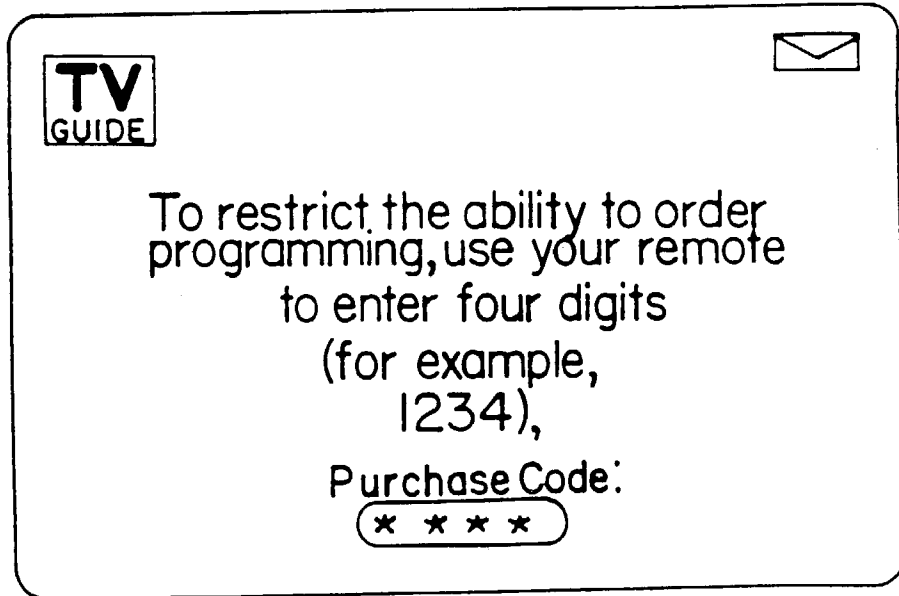 TV
GUIDE
To restrict the ability to order
programming, use your remote
to enter four digits
(for example,
1234),
Purchase Code:
* * * *